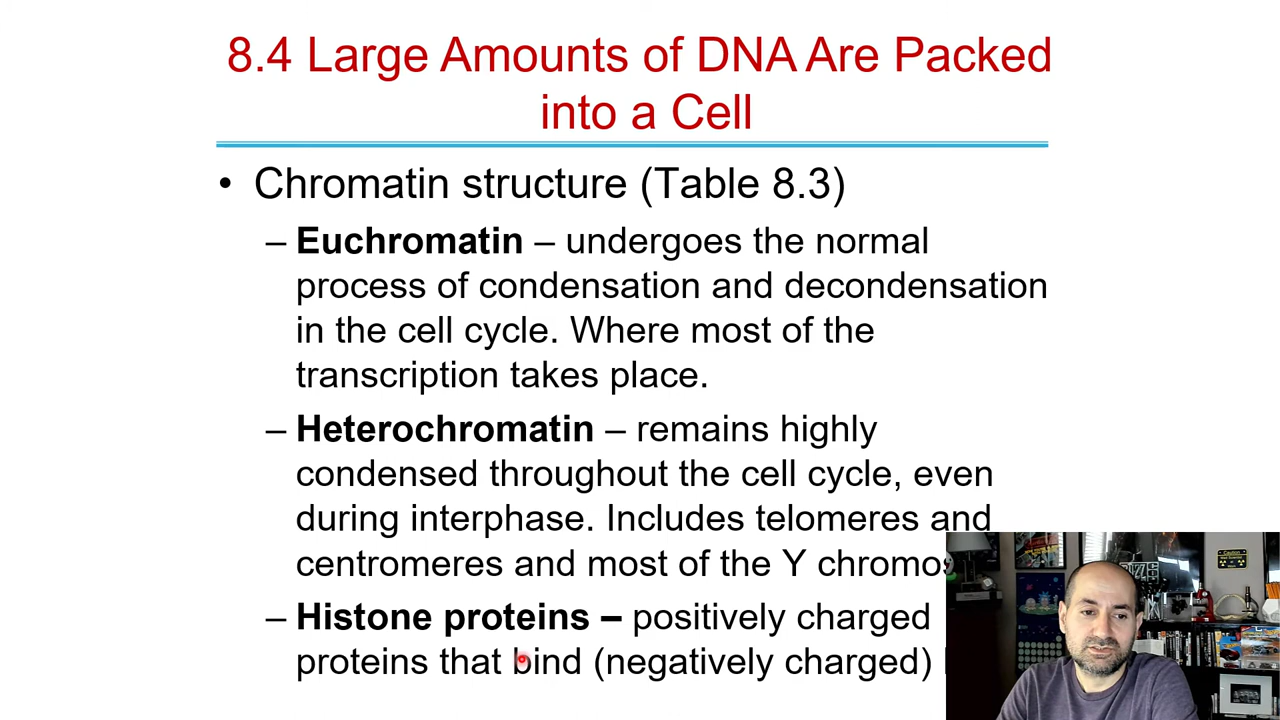 8.4 Large Amounts of DNA Are Packed
into a Cell
• Chromatin structure (Table 8.3)
– Euchromatin – undergoes the normal
process of condensation and decondensation
in the cell cycle. Where most of the
transcription takes place.
– Heterochromatin – remains highly
condensed throughout the cell cycle, even
during interphase. Includes telomeres and
centromeres and most of the Y
– Histone proteins – positively charged
proteins that bind (negatively charged)
Caution